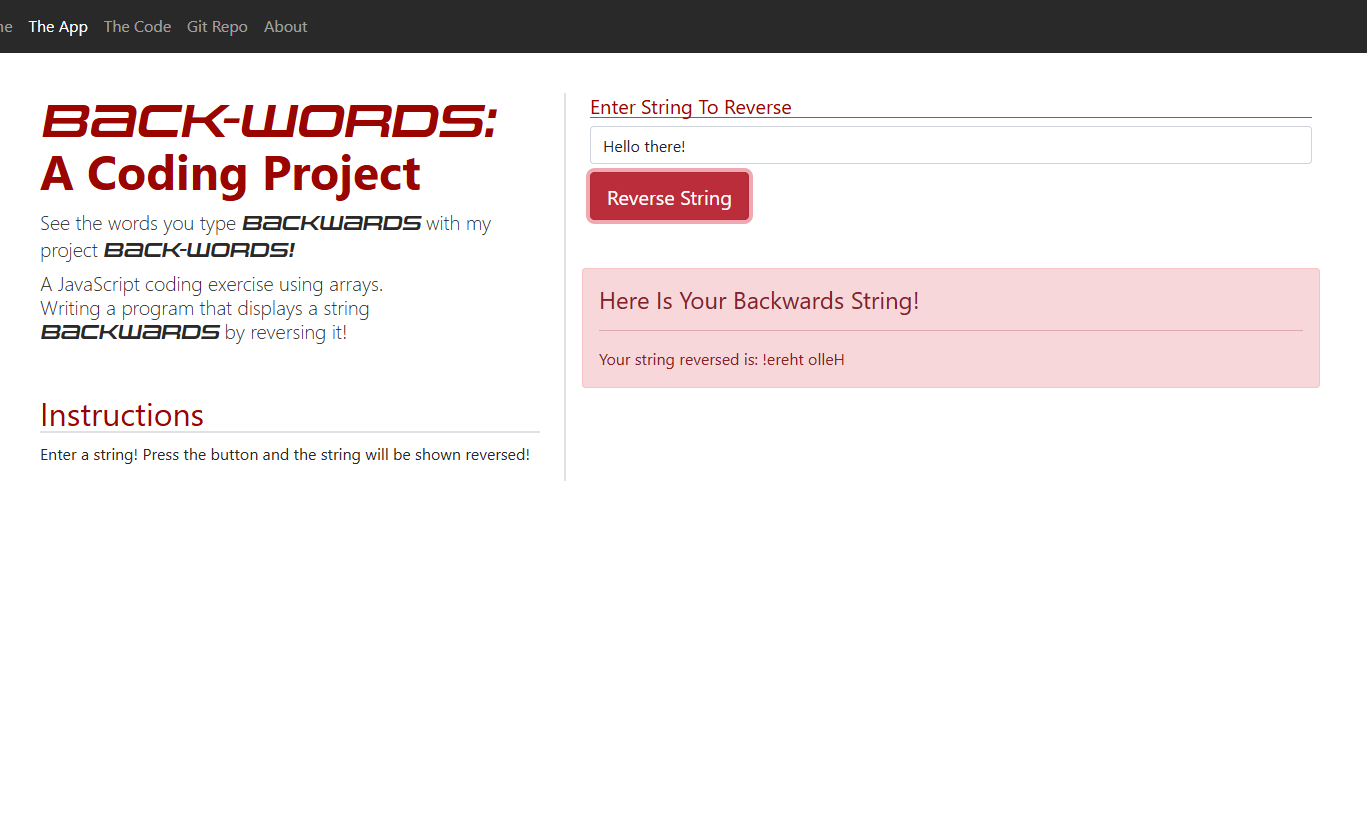 The App The Code Git Repo About
BACK-WORDS:
A Coding Project
See the words you type BACKWARDS with my
project BACK-WORDS!
A JavaScript coding exercise using arrays.
Writing a program that displays a string
BACKWARDS by reversing it!
Instructions
Enter a string! Press the button and the string will be shown reversed!
Enter String To Reverse
Hello there!
Reverse String
Here Is Your Backwards String!
Your string reversed is: !ereht olleH